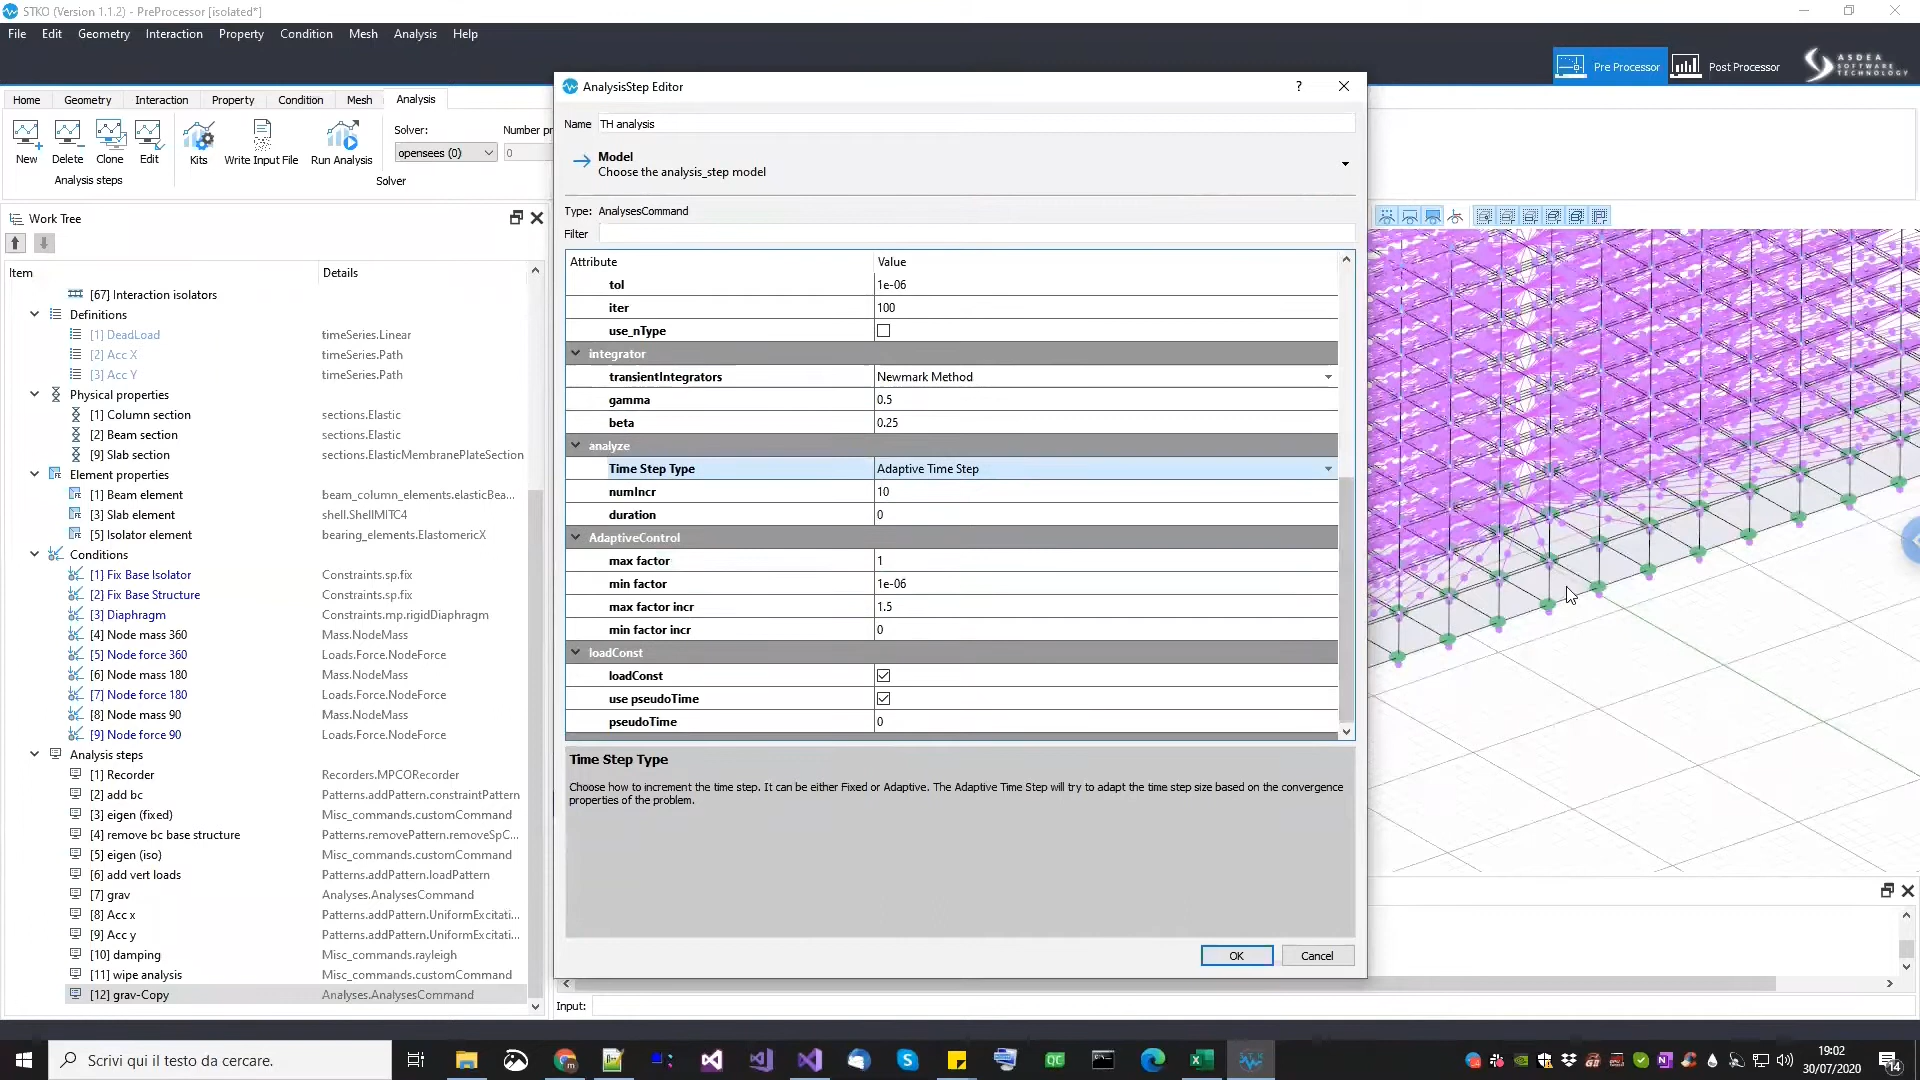 STKO (Version 1.1.2) - PreProcessor [isolated*]
File Edit Geometry Interaction Property Condition Mesh Analysis Help
Pre Processor Post Processor
ASDEA
SOFTWARE
TECHNOLOGY
Home Geometry Interaction Property Condition Mesh Analysis
Solver: Number pr
opensees (0) 0
New Delete Clone Edit Kits Write Input File Run Analysis
Analysis steps Solver
Work Tree
Item Details
[67] Interaction isolators
Definitions
[1] DeadLoad timeSeries.Linear
[2] Acc X timeSeries.Path
[3] Acc Y timeSeries.Path
Physical properties
[1] Column section sections.Elastic
[2] Beam section sections.Elastic
[9] Slab section sections.ElasticMembranePlateSection
Element properties
[1] Beam element beam_column_elements.elasticBea...
[3] Slab element shell.ShellMITC4
[5] Isolator element bearing_elements.ElastomericX
Conditions
[1] Fix Base Isolator Constraints.sp.fix
[2] Fix Base Structure Constraints.sp.fix
[3] Diaphragm Constraints.mp.rigidDiaphragm
[4] Node mass 360 Mass.NodeMass
[5] Node force 360 Loads.Force.NodeForce
[6] Node mass 180 Mass.NodeMass
[7] Node force 180 Loads.Force.NodeForce
[8] Node mass 90 Mass.NodeMass
[9] Node force 90 Loads.Force.NodeForce
Analysis steps
[1] Recorder Recorders.MPCORecorder
[2] add bc Patterns.addPattern.constraintPattern
[3] eigen (fixed) Misc_commands.customCommand
[4] remove bc base structure Patterns.removePattern.removeSpC...
[5] eigen (iso) Misc_commands.customCommand
[6] add vert loads Patterns.addPattern.loadPattern
[7] grav Analyses.AnalysesCommand
[8] Acc x Patterns.addPattern.UniformExcitati...
[9] Acc y Patterns.addPattern.UniformExcitati...
[10] damping Misc_commands.rayleigh
[11] wipe analysis Misc_commands.customCommand
[12] grav-Copy Analyses.AnalysesCommand
AnalysisStep Editor ?
Name TH analysis
Model
Choose the analysis_step model
Type: AnalysesCommand
Filter
Attribute Value
tol 1e-06
iter 100
use_nType
integrator
transientIntegrators Newmark Method
gamma 0.5
beta 0.25
analyze
Time Step Type Adaptive Time Step
numIncr 10
duration 0
AdaptiveControl
max factor 1
min factor 1e-06
max factor incr 1.5
min factor incr 0
loadConst
loadConst
use pseudoTime
pseudoTime 0
Time Step Type
Choose how to increment the time step. It can be either Fixed or Adaptive. The Adaptive Time Step will try to adapt the time step size based on the convergence
properties of the problem.
OK Cancel
Input:
Scrivi qui il testo da cercare.
QC
19:02
30/07/2020
14